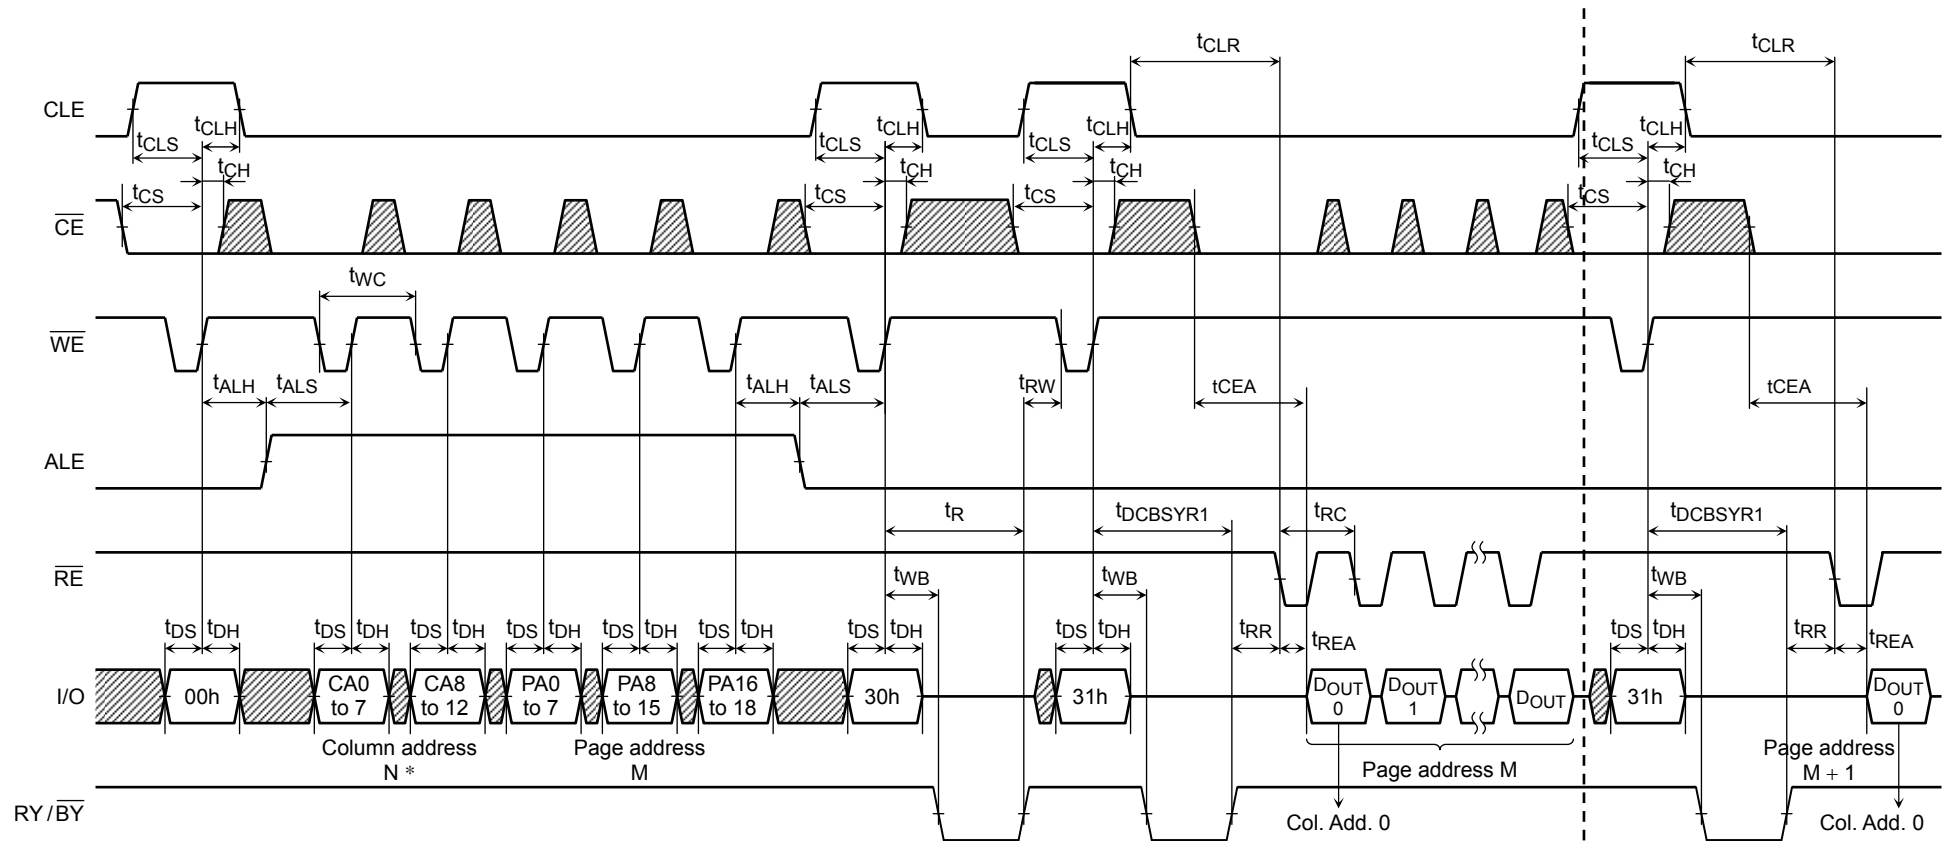 tCLR tCLR
CLE
tCLS tCLH tCLS tCLH tCLS tCLH tCLS tCLH
tCS tCH tCS tCH tCS tCH tCS tCH
CE
tWC
WE
tALH tALS tALH tALS tRW tCEA tCEA
ALE
tR tDCBSYR1 tRC tDCBSYR1
RE
tWB tWB tWB
tDS tDH tDS tDH tDS tDH tDS tDH tDS tDH tDS tDH tDS tDH tDS tDH tRR tREA tDS tDH tRR tREA
I/O
00h
CA0
to 7
CA8
to 12
PA0
to 7
PA8
to 15
PA16
to 18
30h
31h
DOUT
0
DOUT
1
DOUT
31h
DOUT
0
Column address
N *
Page address
M
Page address M
Page address
M + 1
RY/BY
Col. Add. 0
Col. Add. 0